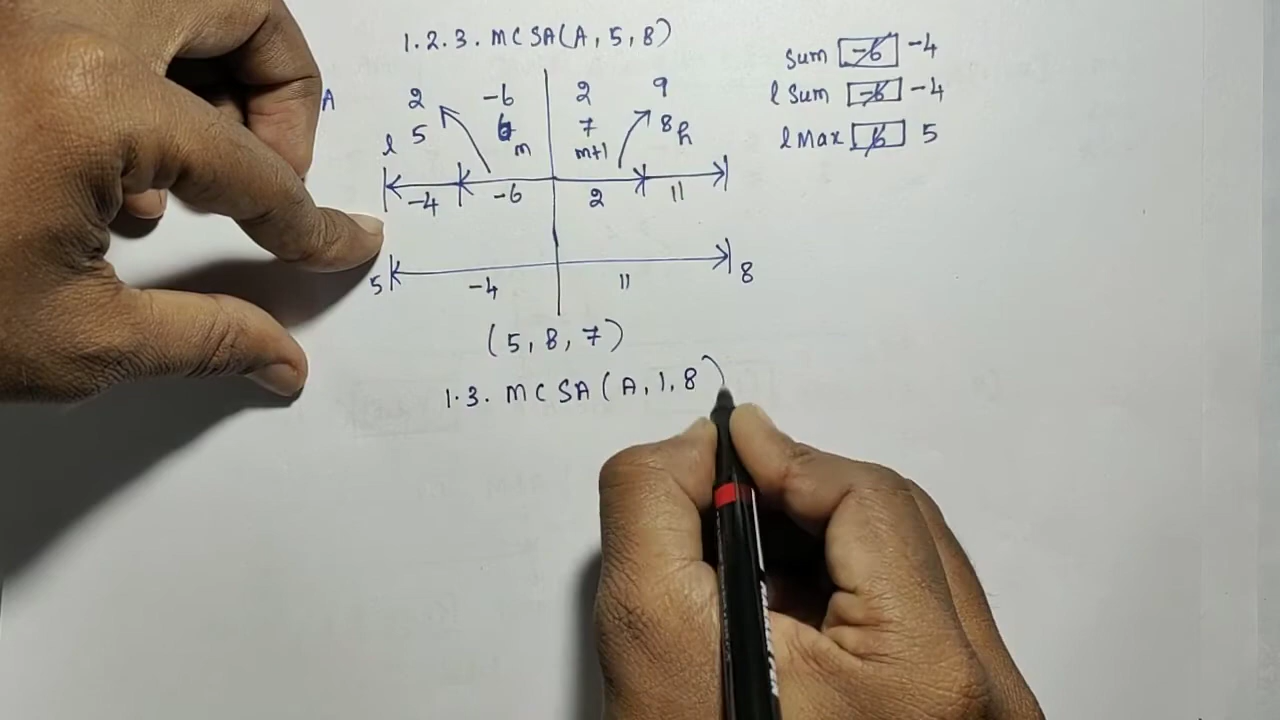 1.2.3. MCSA(A, 5, 8)
Sum -6 -4
l Sum -6 -4
l Max 6 5
A 2 -6 2 9
l 5 6 7 8 h
m m+1
-4 -6 2 11
5 -4 11 8
(5, 8, 7)
1.3. MCSA(A, 1, 8)